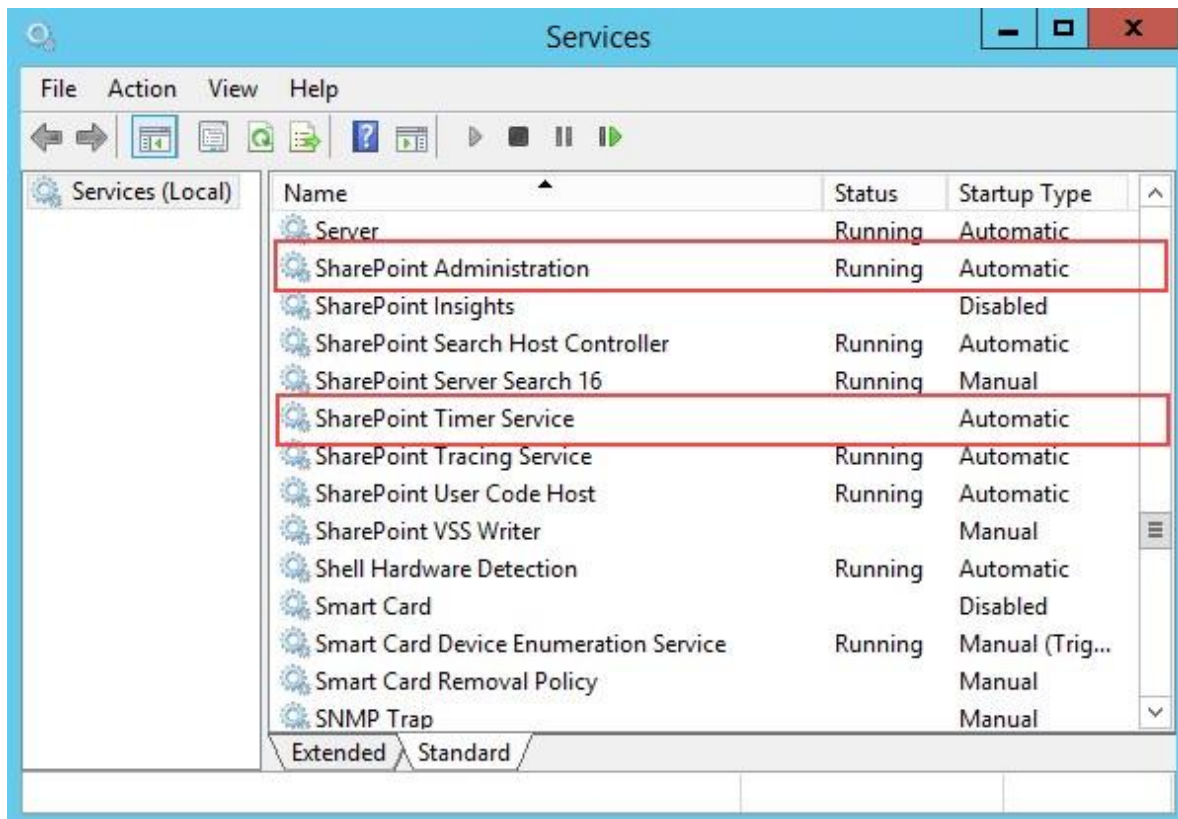 Services
File Action View Help
Services (Local)
Name Status Startup Type
Server Running Automatic
SharePoint Administration Running Automatic
SharePoint Insights Disabled
SharePoint Search Host Controller Running Automatic
SharePoint Server Search 16 Running Manual
SharePoint Timer Service Automatic
SharePoint Tracing Service Running Automatic
SharePoint User Code Host Running Automatic
SharePoint VSS Writer Manual
Shell Hardware Detection Running Automatic
Smart Card Disabled
Smart Card Device Enumeration Service Running Manual (Trig...
Smart Card Removal Policy Manual
SNMP Trap Manual
Extended Standard